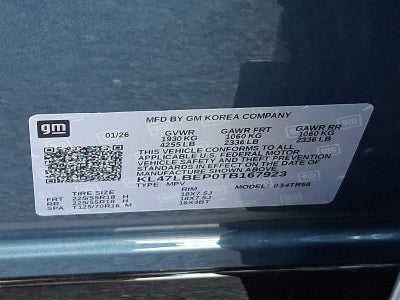 gm
MFD BY GM KOREA COMPANY
01/26 GVWR GAWR FRT GAWR RR
1930 KG 1060 KG 1060 KG
4255 LB 2336 LB 2336 LB
THIS VEHICLE CONFORMS TO ALL
APPLICABLE U.S. FEDERAL MOTOR
VEHICLE SAFETY AND THEFT PREVENTION
STANDARDS IN EFFECT ON THE DATE OF
MANUFACTURE SHOWN ABOVE.
KL47LBEP0TB167923
TYPE: MPV MODEL: 034TR58
TIRE SIZE RIM
FRT 225/55R18 H 18X7.5J
RR 225/55R18 H 18X7.5J
SPA T125/70R16 M 16X4BT